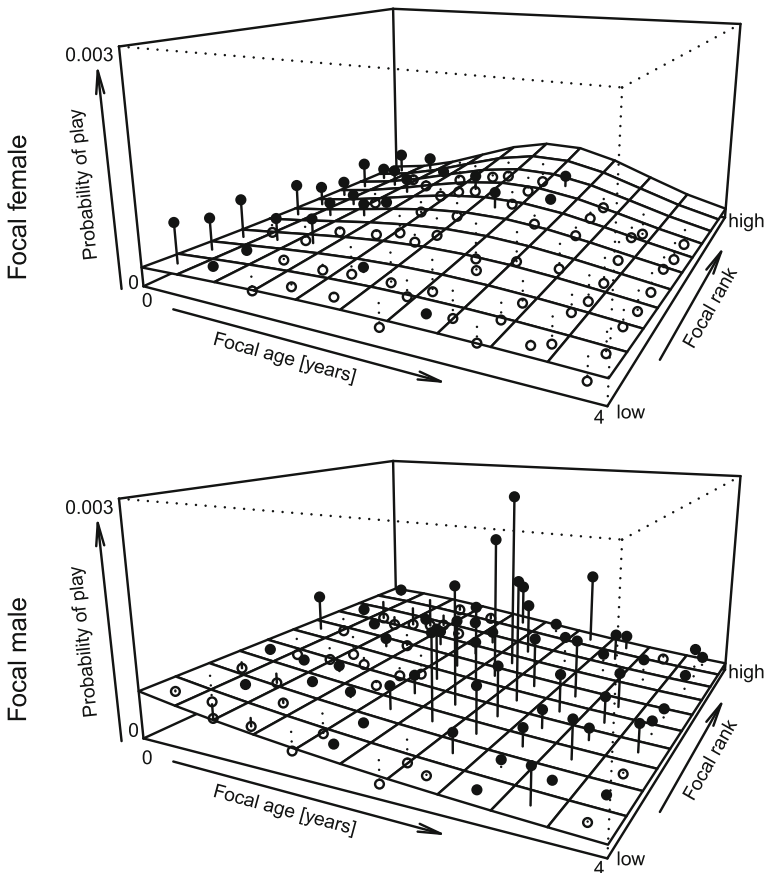 Focal female
Probability of play
0.003
0
0
Focal age [years]
4
low
Focal rank
high
Focal male
Probability of play
0.003
0
0
Focal age [years]
4
low
Focal rank
high